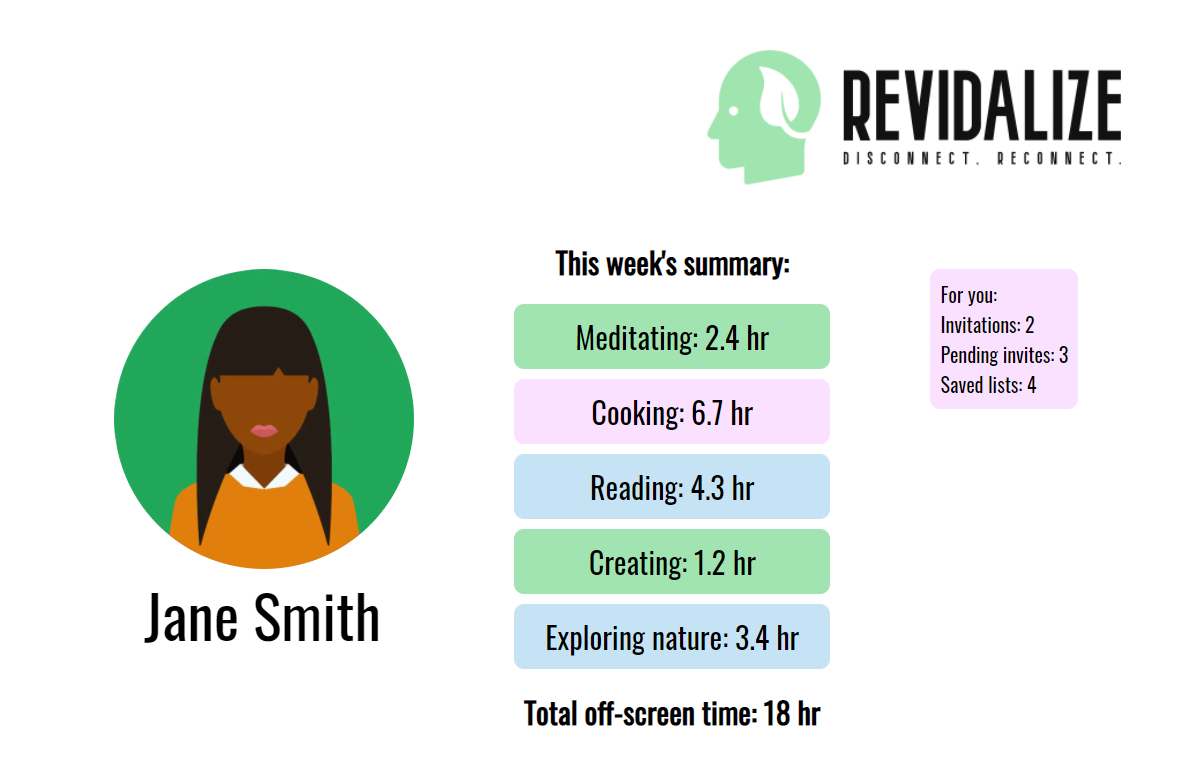 REVIDALIZE
DISCONNECT. RECONNECT.
This week's summary:
Meditating: 2.4 hr
Cooking: 6.7 hr
Reading: 4.3 hr
Creating: 1.2 hr
Exploring nature: 3.4 hr
Total off-screen time: 18 hr
For you:
Invitations: 2
Pending invites: 3
Saved lists: 4
Jane Smith